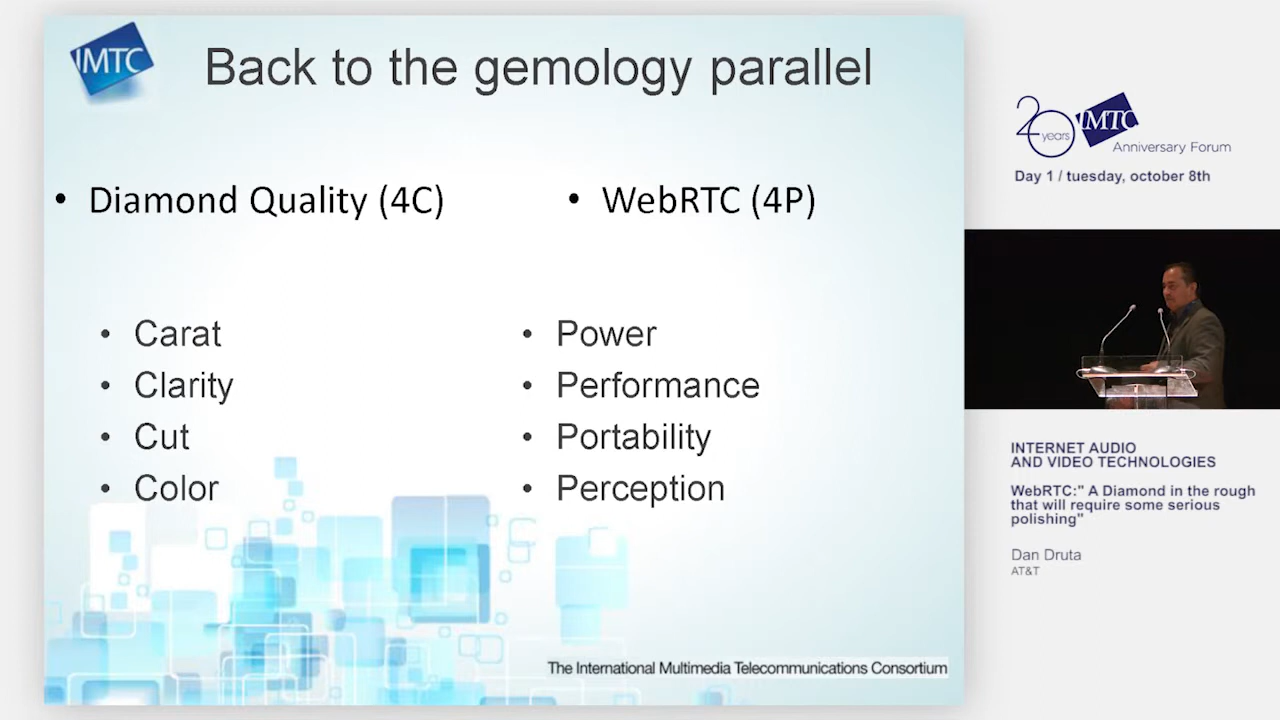 IMTC
Back to the gemology parallel
• Diamond Quality (4C)
• Carat
• Clarity
• Cut
• Color
• WebRTC (4P)
• Power
• Performance
• Portability
• Perception
The International Multimedia Telecommunications Consortium
20 years IMTC
Anniversary Forum
Day 1 / tuesday, october 8th
INTERNET AUDIO
AND VIDEO TECHNOLOGIES
WebRTC:" A Diamond in the rough
that will require some serious
polishing"
Dan Druta
AT&T